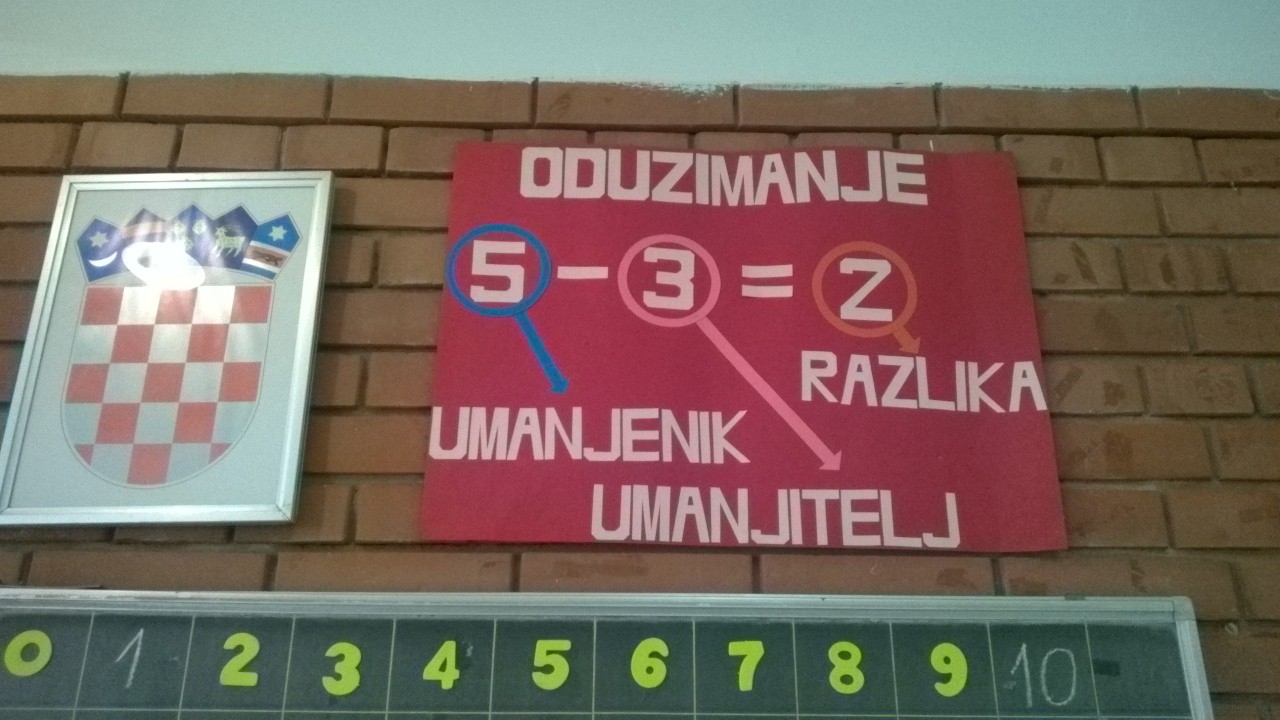 ODUZIMANJE
5 - 3 = 2
RAZLIKA
UMANJENIK
UMANJITELJ
0 1 2 3 4 5 6 7 8 9 10